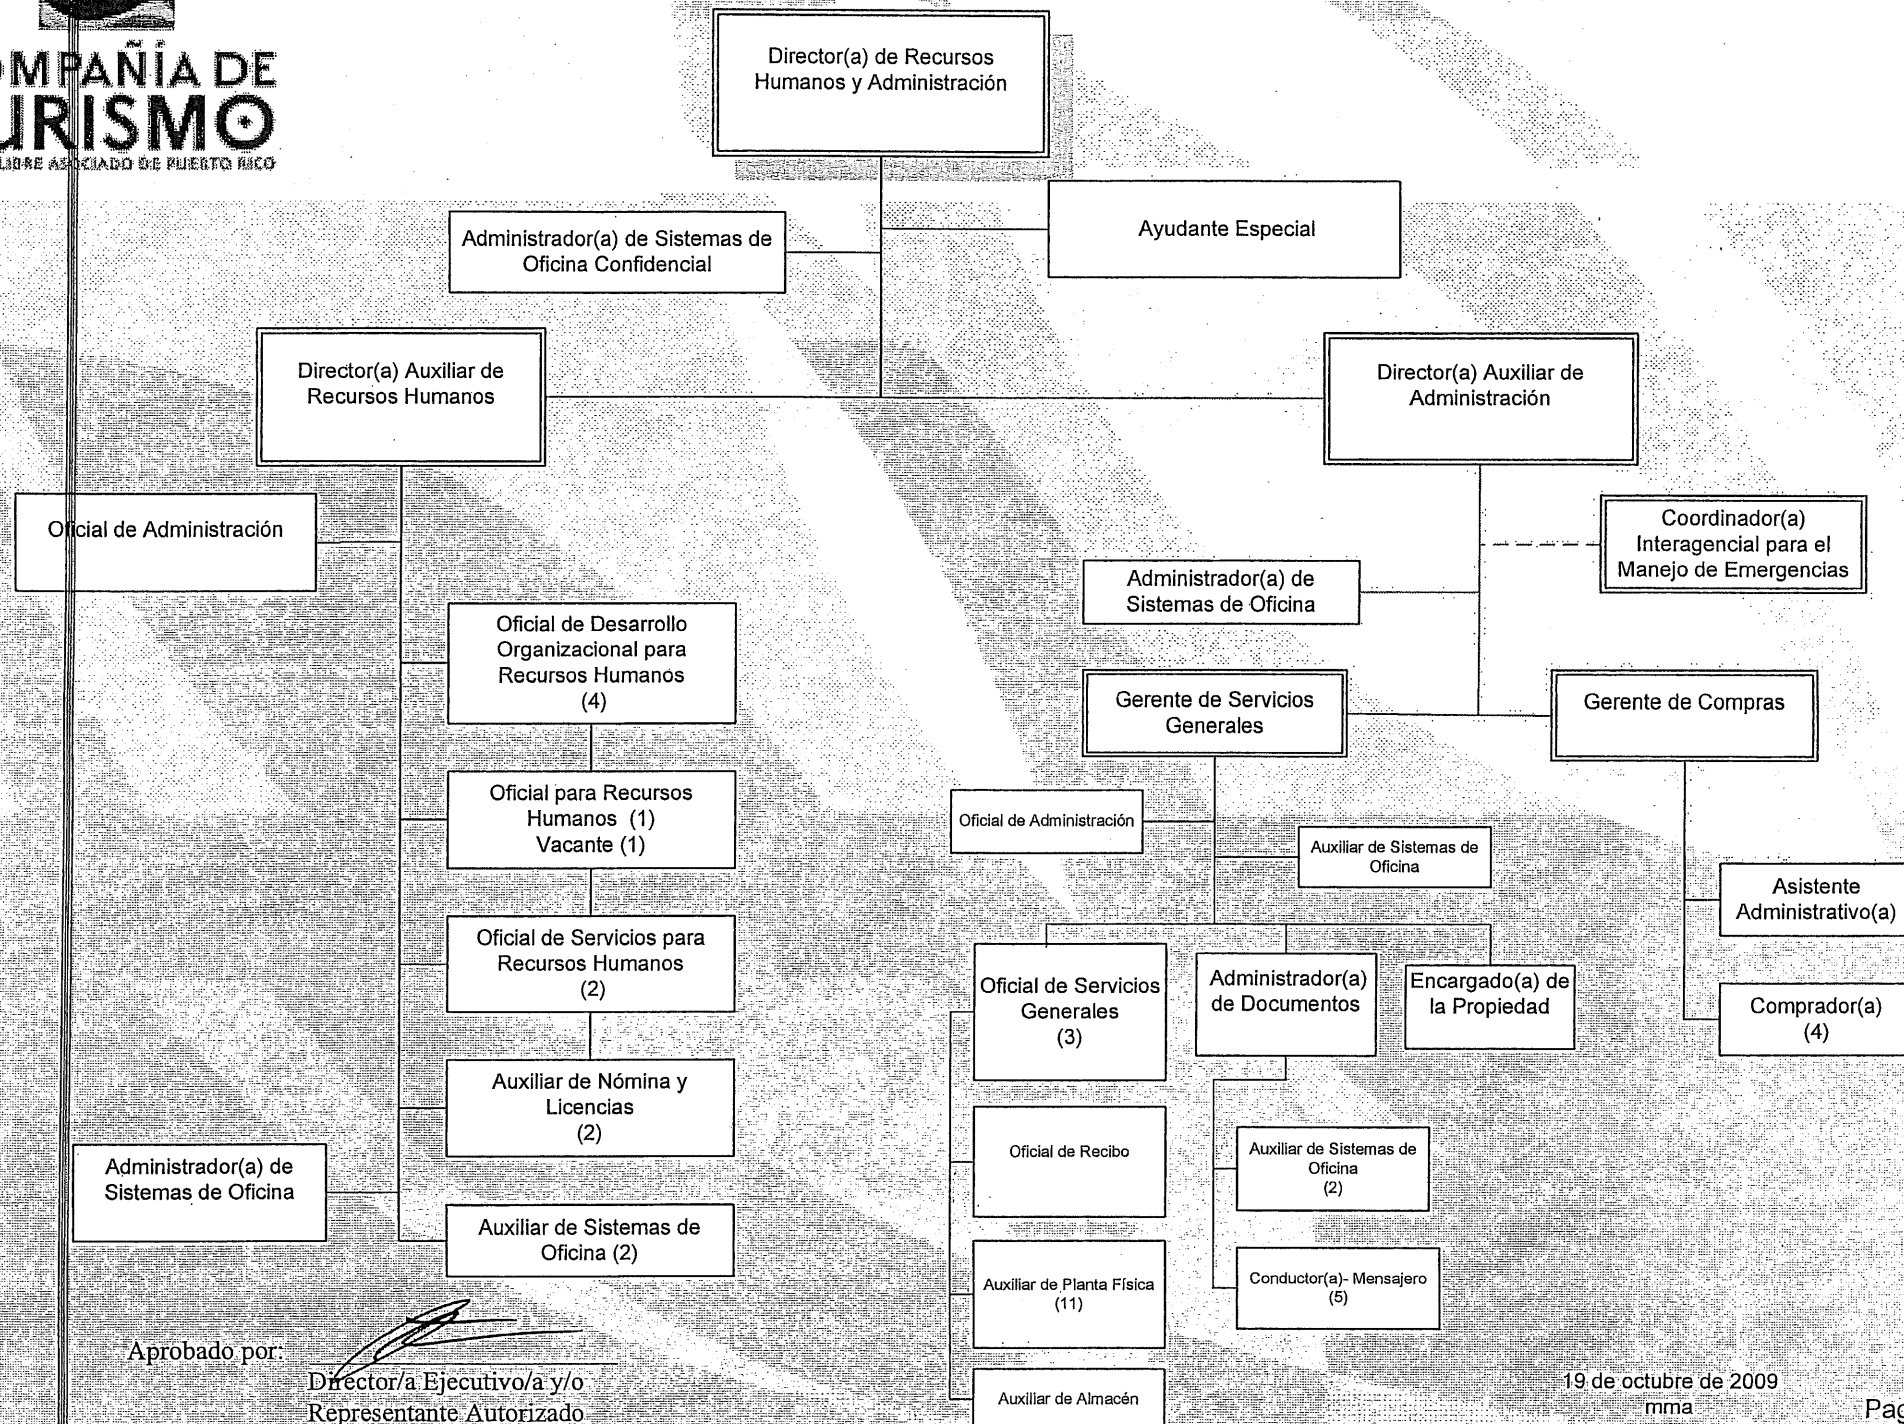 COMPAÑÍA DE
TURISMO
LIBRE ASOCIADO DE PUERTO RICO
Director(a) de Recursos
Humanos y Administración
Ayudante Especial
Administrador(a) de Sistemas de
Oficina Confidencial
Director(a) Auxiliar de
Recursos Humanos
Director(a) Auxiliar de
Administración
Oficial de Administración
Coordinador(a)
Interagencial para el
Manejo de Emergencias
Administrador(a) de
Sistemas de Oficina
Oficial de Desarrollo
Organizacional para
Recursos Humanos
(4)
Gerente de Servicios
Generales
Gerente de Compras
Oficial para Recursos
Humanos (1)
Vacante (1)
Oficial de Administración
Auxiliar de Sistemas de
Oficina
Asistente
Administrativo(a)
Oficial de Servicios para
Recursos Humanos
(2)
Oficial de Servicios
Generales
(3)
Administrador(a)
de Documentos
Encargado(a) de
la Propiedad
Comprador(a)
(4)
Auxiliar de Nómina y
Licencias
(2)
Oficial de Recibo
Auxiliar de Sistemas de
Oficina
(2)
Administrador(a) de
Sistemas de Oficina
Auxiliar de Sistemas de
Oficina (2)
Auxiliar de Planta Física
(11)
Conductor(a)- Mensajero
(5)
Auxiliar de Almacén
Aprobado por:
Director/a Ejecutivo/a y/o
Representante Autorizado
19 de octubre de 2009
mma